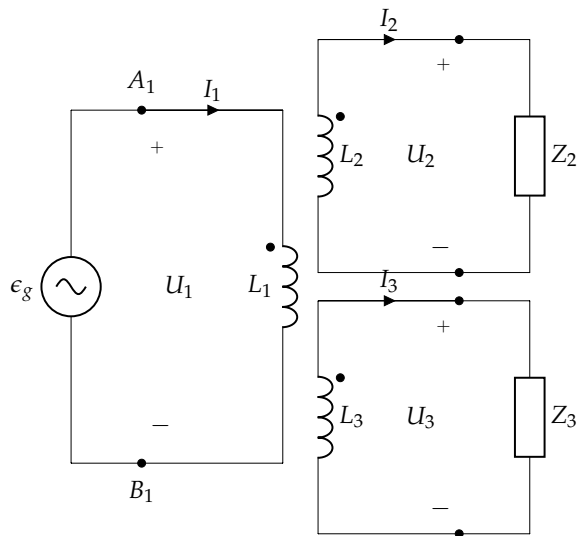 I₂
+
A₁
I₁
+
L₂
U₂
Z₂
−
ϵg
U₁
L₁
I₃
+
L₃
U₃
Z₃
−
B₁
−